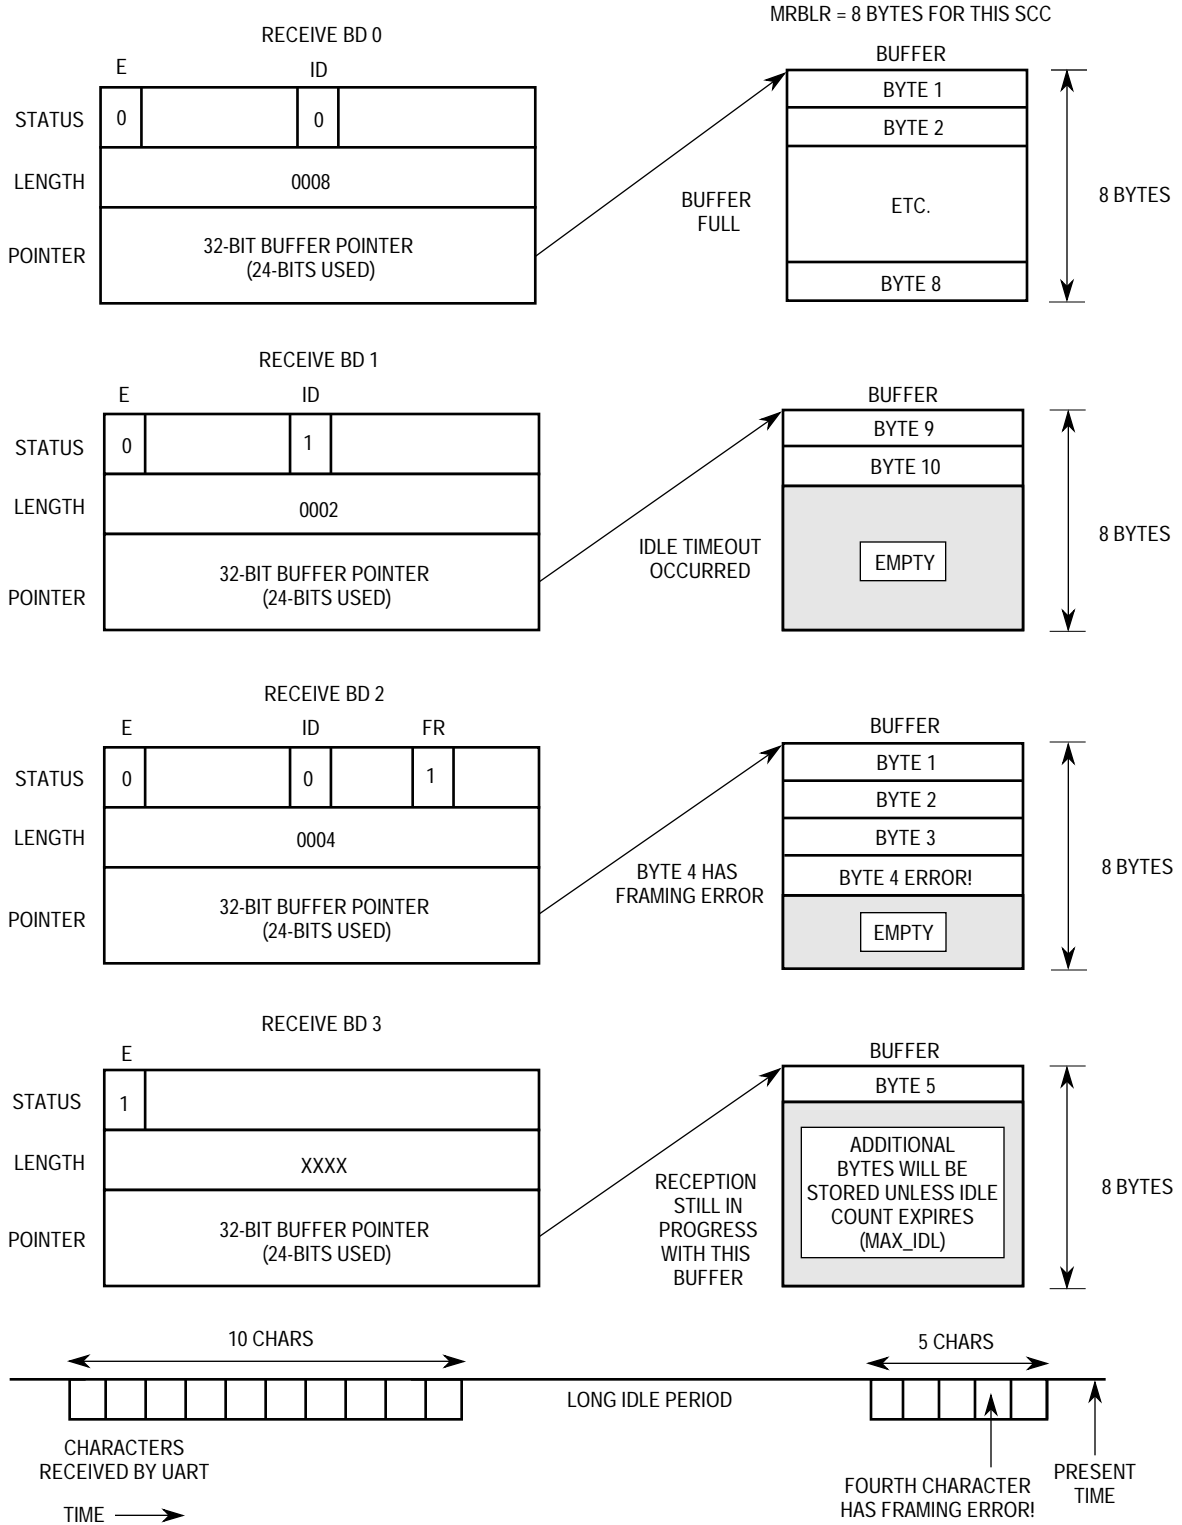 MRBLR = 8 BYTES FOR THIS SCC
RECEIVE BD 0
E
ID
STATUS
0
0
LENGTH
0008
POINTER
32-BIT BUFFER POINTER
(24-BITS USED)
BUFFER
FULL
BUFFER
BYTE 1
BYTE 2
ETC.
BYTE 8
8 BYTES
RECEIVE BD 1
E
ID
STATUS
0
1
LENGTH
0002
POINTER
32-BIT BUFFER POINTER
(24-BITS USED)
IDLE TIMEOUT
OCCURRED
BUFFER
BYTE 9
BYTE 10
EMPTY
8 BYTES
RECEIVE BD 2
E
ID
FR
STATUS
0
0
1
LENGTH
0004
POINTER
32-BIT BUFFER POINTER
(24-BITS USED)
BYTE 4 HAS
FRAMING ERROR
BUFFER
BYTE 1
BYTE 2
BYTE 3
BYTE 4 ERROR!
EMPTY
8 BYTES
RECEIVE BD 3
E
STATUS
1
LENGTH
XXXX
POINTER
32-BIT BUFFER POINTER
(24-BITS USED)
RECEPTION
STILL IN
PROGRESS
WITH THIS
BUFFER
BUFFER
BYTE 5
ADDITIONAL
BYTES WILL BE
STORED UNLESS IDLE
COUNT EXPIRES
(MAX_IDL)
8 BYTES
10 CHARS
5 CHARS
LONG IDLE PERIOD
CHARACTERS
RECEIVED BY UART
TIME
FOURTH CHARACTER
HAS FRAMING ERROR!
PRESENT
TIME